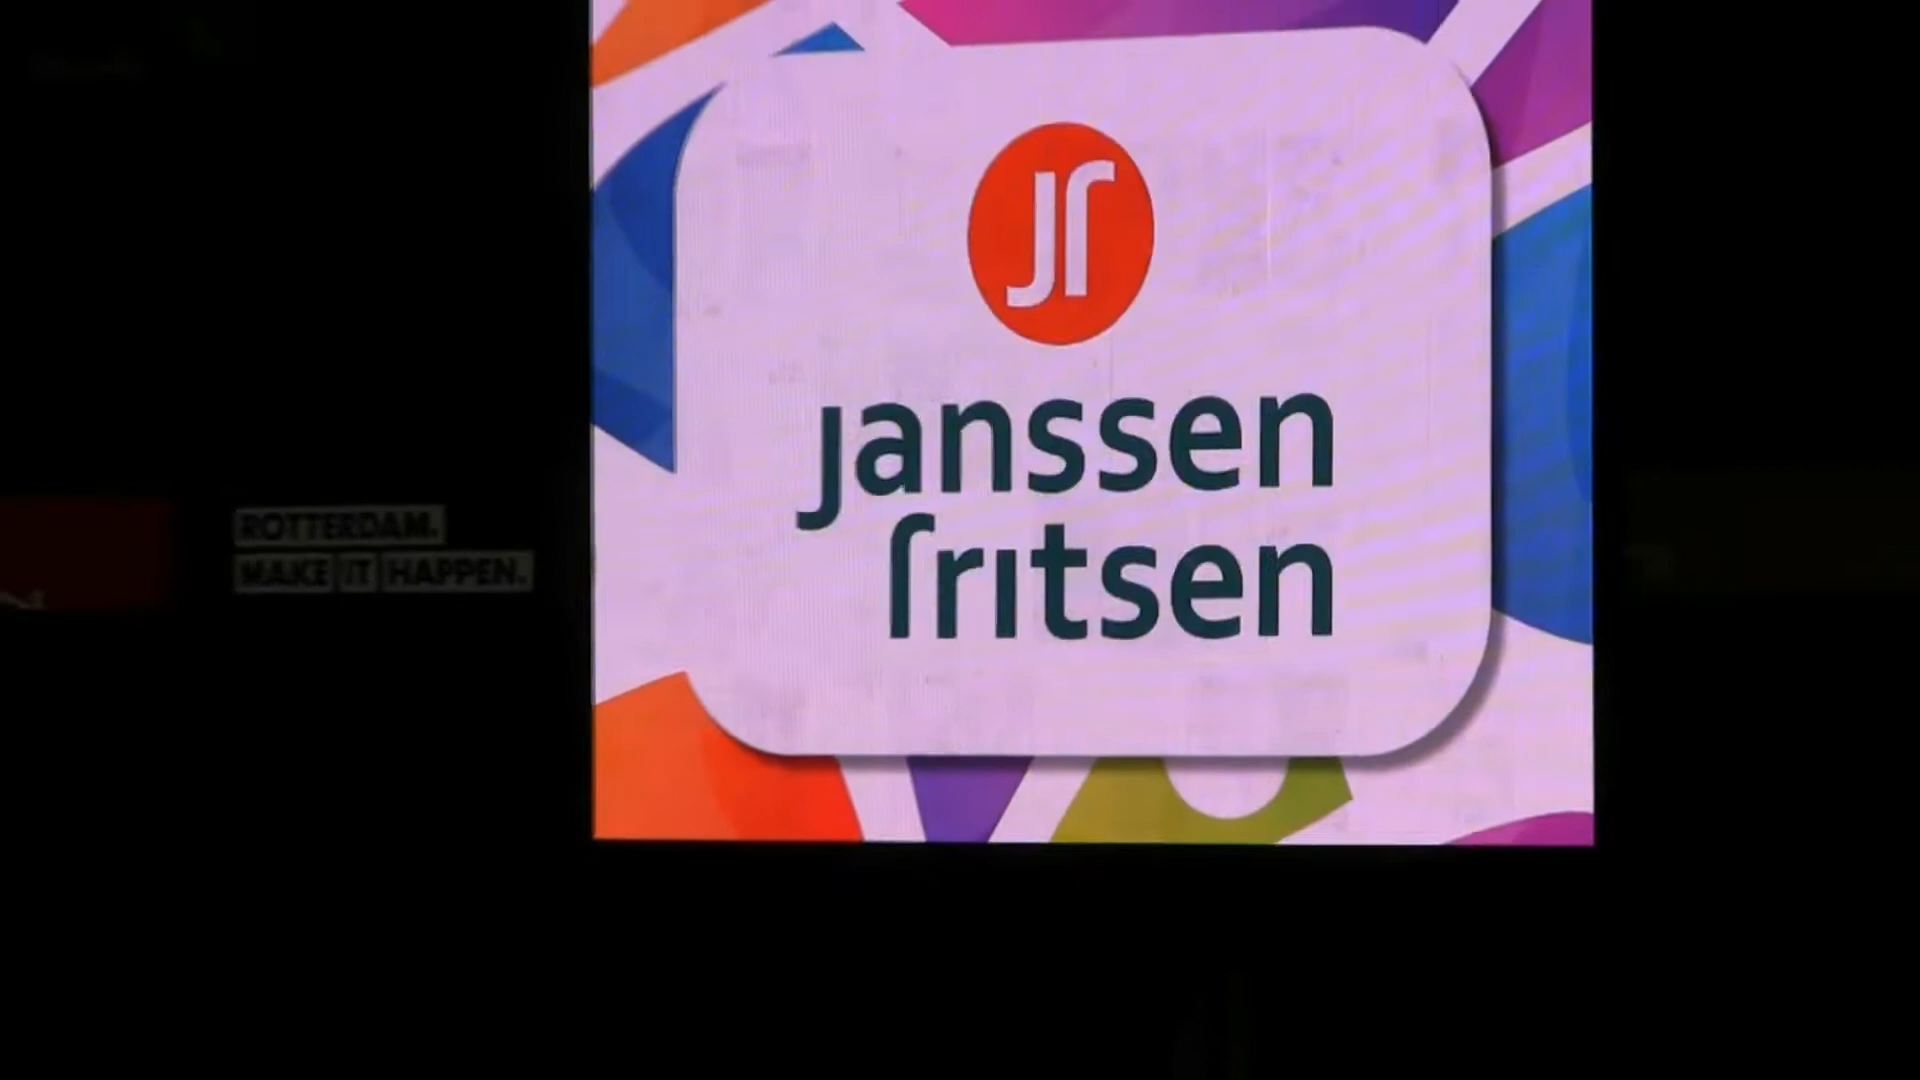 JF
janssen
fritsen
ROTTERDAM.
MAKE IT HAPPEN.